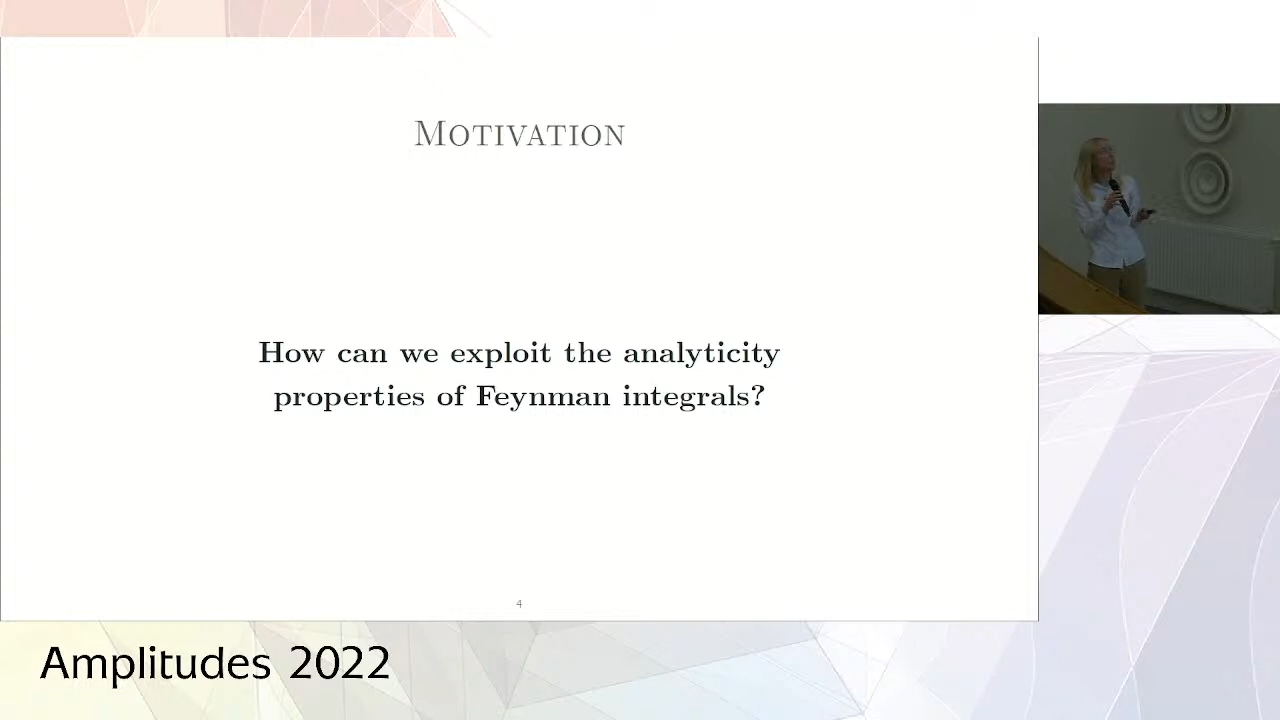 MOTIVATION
How can we exploit the analyticity
properties of Feynman integrals?
4
Amplitudes 2022